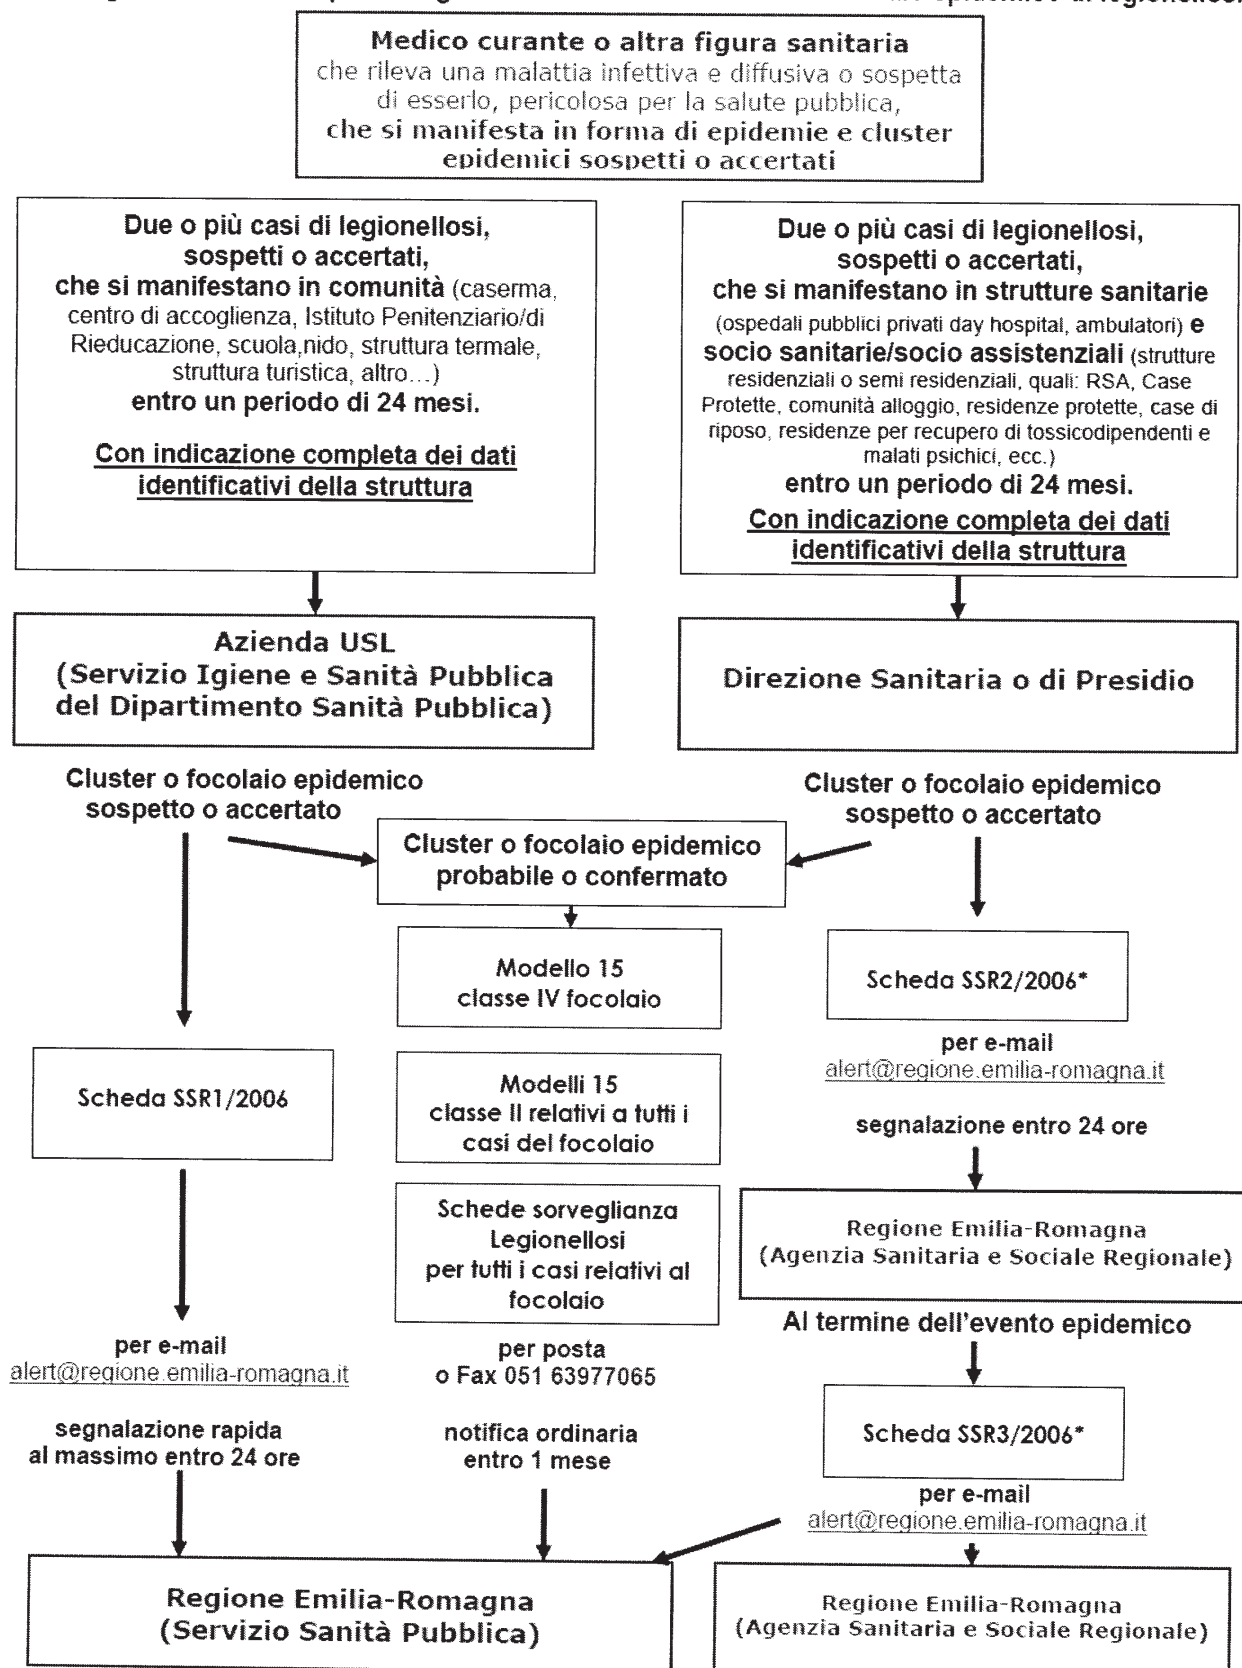 Medico curante o altra figura sanitaria
che rileva una malattia infettiva e diffusiva o sospetta
di esserlo, pericolosa per la salute pubblica,
che si manifesta in forma di epidemie e cluster
epidemici sospetti o accertati
Due o più casi di legionellosi,
sospetti o accertati,
che si manifestano in comunità (caserma,
centro di accoglienza, Istituto Penitenziario/di
Rieducazione, scuola,nido, struttura termale,
struttura turistica, altro...)
entro un periodo di 24 mesi.
Con indicazione completa dei dati
identificativi della struttura
Due o più casi di legionellosi,
sospetti o accertati,
che si manifestano in strutture sanitarie
(ospedali pubblici privati day hospital, ambulatori) e
socio sanitarie/socio assistenziali (strutture
residenziali o semi residenziali, quali: RSA, Case
Protette, comunità alloggio, residenze protette, case di
riposo, residenze per recupero di tossicodipendenti e
malati psichici, ecc.)
entro un periodo di 24 mesi.
Con indicazione completa dei dati
identificativi della struttura
Azienda USL
(Servizio Igiene e Sanità Pubblica
del Dipartimento Sanità Pubblica)
Direzione Sanitaria o di Presidio
Cluster o focolaio epidemico
sospetto o accertato
Cluster o focolaio epidemico
sospetto o accertato
Cluster o focolaio epidemico
probabile o confermato
Modello 15
classe IV focolaio
Scheda SSR2/2006*
per e-mail
alert@regione.emilia-romagna.it
Scheda SSR1/2006
Modelli 15
classe II relativi a tutti i
casi del focolaio
segnalazione entro 24 ore
Schede sorveglianza
Legionellosi
per tutti i casi relativi al
focolaio
Regione Emilia-Romagna
(Agenzia Sanitaria e Sociale Regionale)
Al termine dell'evento epidemico
per e-mail
alert@regione.emilia-romagna.it
per posta
o Fax 051 63977065
Scheda SSR3/2006*
segnalazione rapida
al massimo entro 24 ore
notifica ordinaria
entro 1 mese
per e-mail
alert@regione.emilia-romagna.it
Regione Emilia-Romagna
(Servizio Sanità Pubblica)
Regione Emilia-Romagna
(Agenzia Sanitaria e Sociale Regionale)